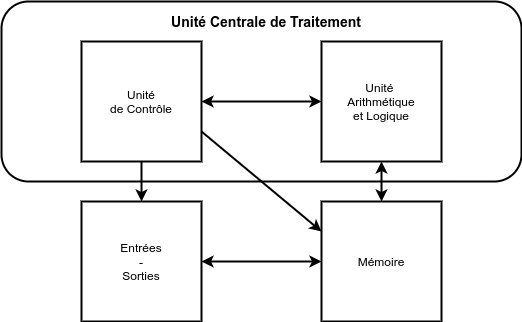 Unité Centrale de Traitement
Unité
de Contrôle
Unité
Arithmétique
et Logique
Entrées
-
Sorties
Mémoire